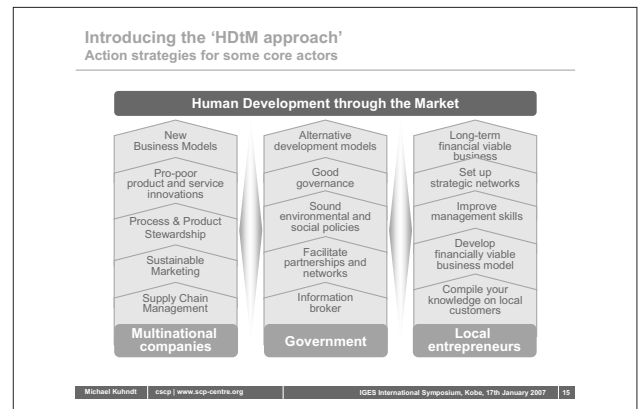 Introducing the ‘HDtM approach’
Action strategies for some core actors
Human Development through the Market
New
Business Models
Pro-poor
product and service
innovations
Process & Product
Stewardship
Sustainable
Marketing
Supply Chain
Management
Multinational
companies
Alternative
development models
Good
governance
Sound
environmental and
social policies
Facilitate
partnerships and
networks
Information
broker
Government
Long-term
financial viable
business
Set up
strategic networks
Improve
management skills
Develop
financially viable
business model
Compile your
knowledge on local
customers
Local
entrepreneurs
Michael Kuhndt cscp | www.scp-centre.org IGES International Symposium, Kobe, 17th January 2007 15